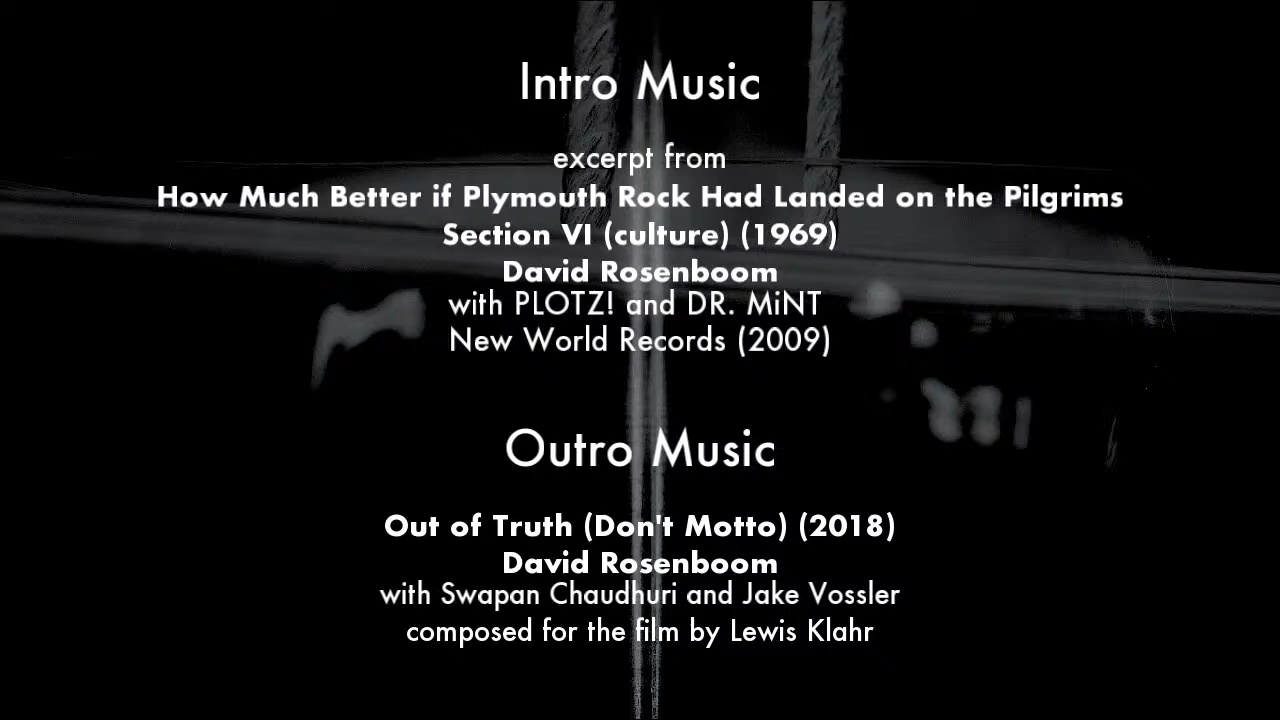 Intro Music
excerpt from
How Much Better if Plymouth Rock Had Landed on the Pilgrims
Section VI (culture) (1969)
David Rosenboom
with PLOTZ! and DR. MiNT
New World Records (2009)
Outro Music
Out of Truth (Don't Motto) (2018)
David Rosenboom
with Swapan Chaudhuri and Jake Vossler
composed for the film by Lewis Klahr